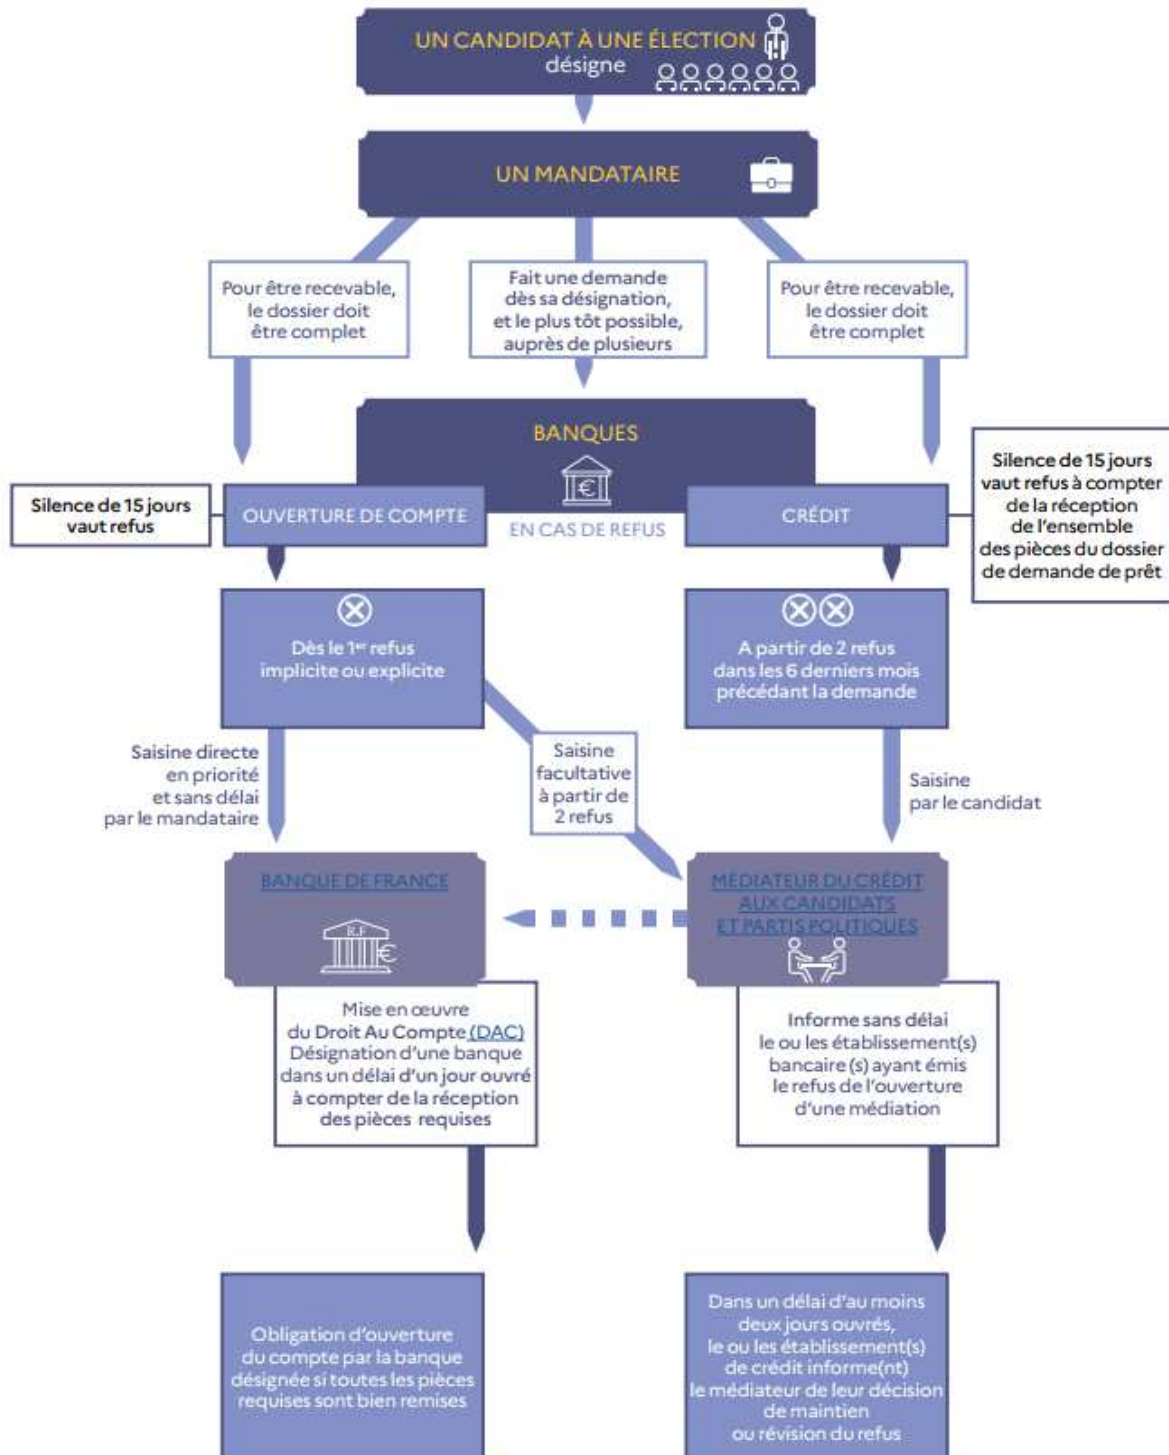 UN CANDIDAT À UNE ÉLECTION
désigne
UN MANDATAIRE
Pour être recevable,
le dossier doit
être complet
Fait une demande
dès sa désignation,
et le plus tôt possible,
auprès de plusieurs
Pour être recevable,
le dossier doit
être complet
BANQUES
€
Silence de 15 jours
vaut refus
OUVERTURE DE COMPTE
EN CAS DE REFUS
CRÉDIT
Silence de 15 jours
vaut refus à compter
de la réception
de l'ensemble
des pièces du dossier
de demande de prêt
Dès le 1er refus
implicite ou explicite
A partir de 2 refus
dans les 6 derniers mois
précédant la demande
Saisine directe
en priorité
et sans délai
par le mandataire
Saisine
facultative
à partir de
2 refus
Saisine
par le candidat
BANQUE DE FRANCE
R.F
€
MÉDIATEUR DU CRÉDIT
AUX CANDIDATS
ET PARTIS POLITIQUES
Mise en œuvre
du Droit Au Compte (DAC)
Désignation d'une banque
dans un délai d'un jour ouvré
à compter de la réception
des pièces requises
Informe sans délai
le ou les établissement(s)
bancaire (s) ayant émis
le refus de l'ouverture
d'une médiation
Obligation d'ouverture
du compte par la banque
désignée si toutes les pièces
requises sont bien remises
Dans un délai d'au moins
deux jours ouvrés,
le ou les établissement(s)
de crédit informe(nt)
le médiateur de leur décision
de maintien
ou révision du refus